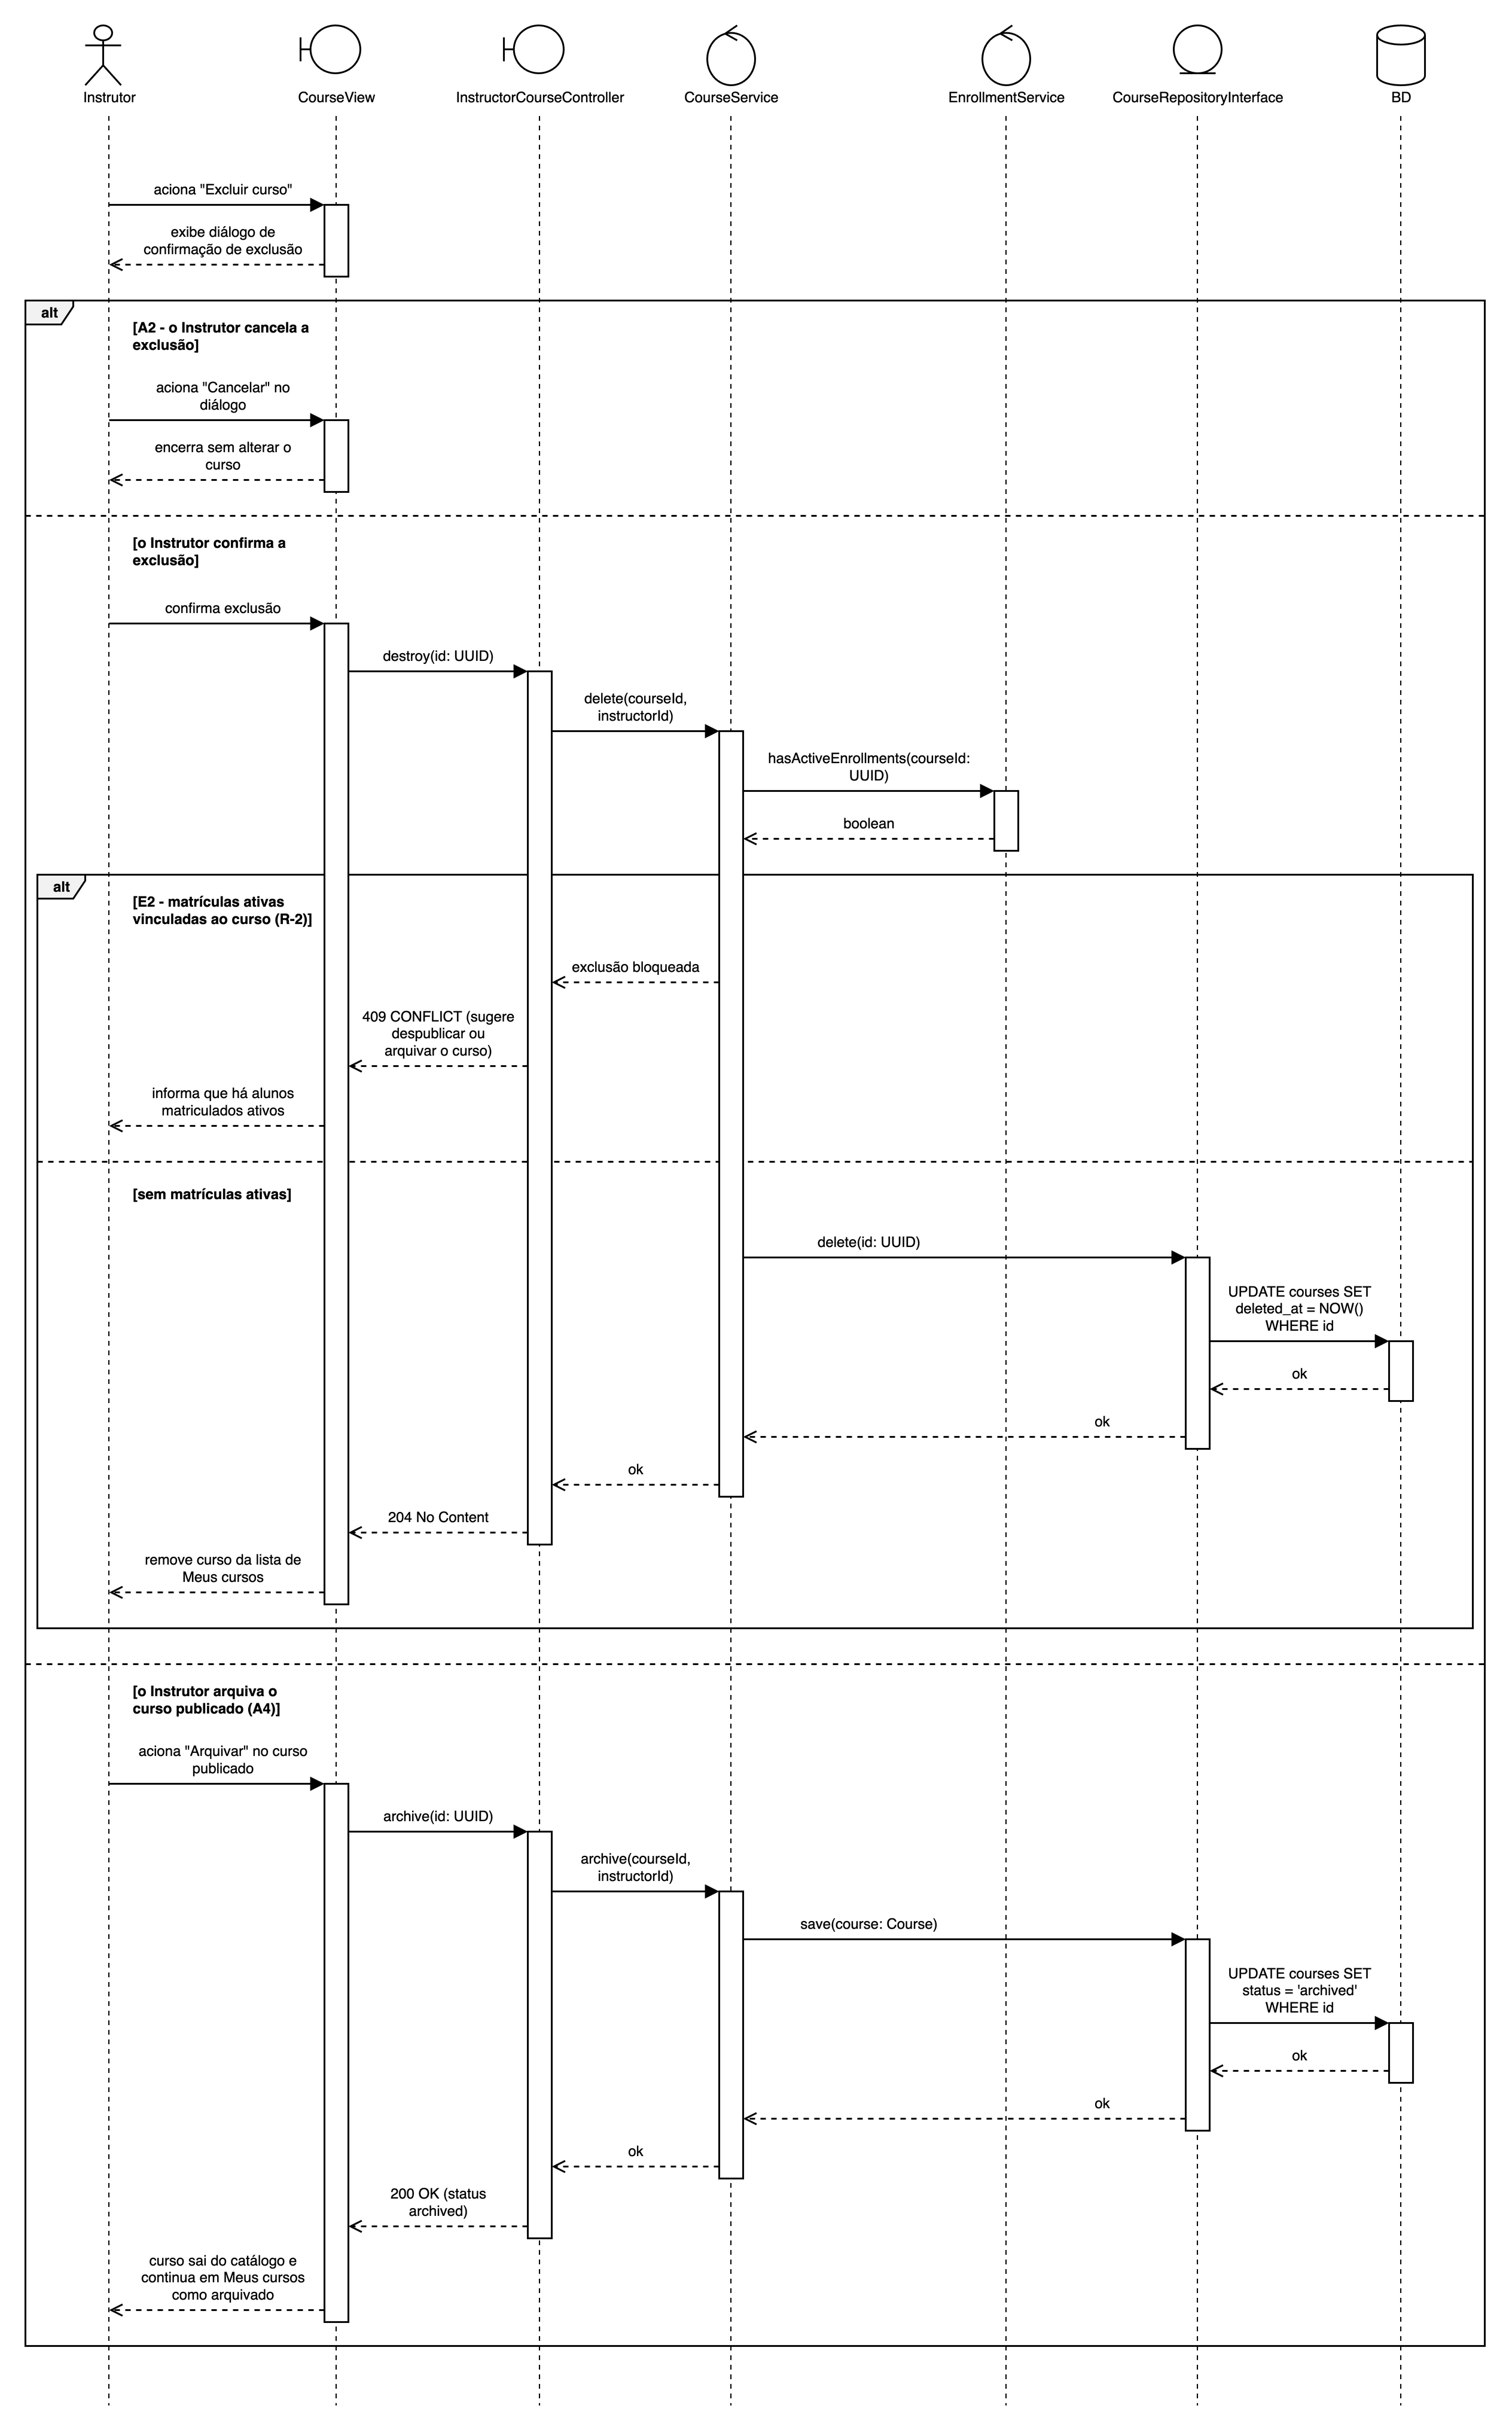 Instrutor
CourseView
InstructorCourseController
CourseService
EnrollmentService
CourseRepositoryInterface
BD
aciona "Excluir curso"
exibe diálogo de
confirmação de exclusão
alt
[A2 - o Instrutor cancela a
exclusão]
aciona "Cancelar" no
diálogo
encerra sem alterar o
curso
[o Instrutor confirma a
exclusão]
confirma exclusão
destroy(id: UUID)
delete(courseId,
instructorId)
hasActiveEnrollments(courseId:
UUID)
boolean
alt
[E2 - matrículas ativas
vinculadas ao curso (R-2)]
exclusão bloqueada
409 CONFLICT (sugere
despublicar ou
arquivar o curso)
informa que há alunos
matriculados ativos
[sem matrículas ativas]
delete(id: UUID)
UPDATE courses SET
deleted_at = NOW()
WHERE id
ok
ok
ok
204 No Content
remove curso da lista de
Meus cursos
[o Instrutor arquiva o
curso publicado (A4)]
aciona "Arquivar" no curso
publicado
archive(id: UUID)
archive(courseId,
instructorId)
save(course: Course)
UPDATE courses SET
status = 'archived'
WHERE id
ok
ok
ok
200 OK (status
archived)
curso sai do catálogo e
continua em Meus cursos
como arquivado